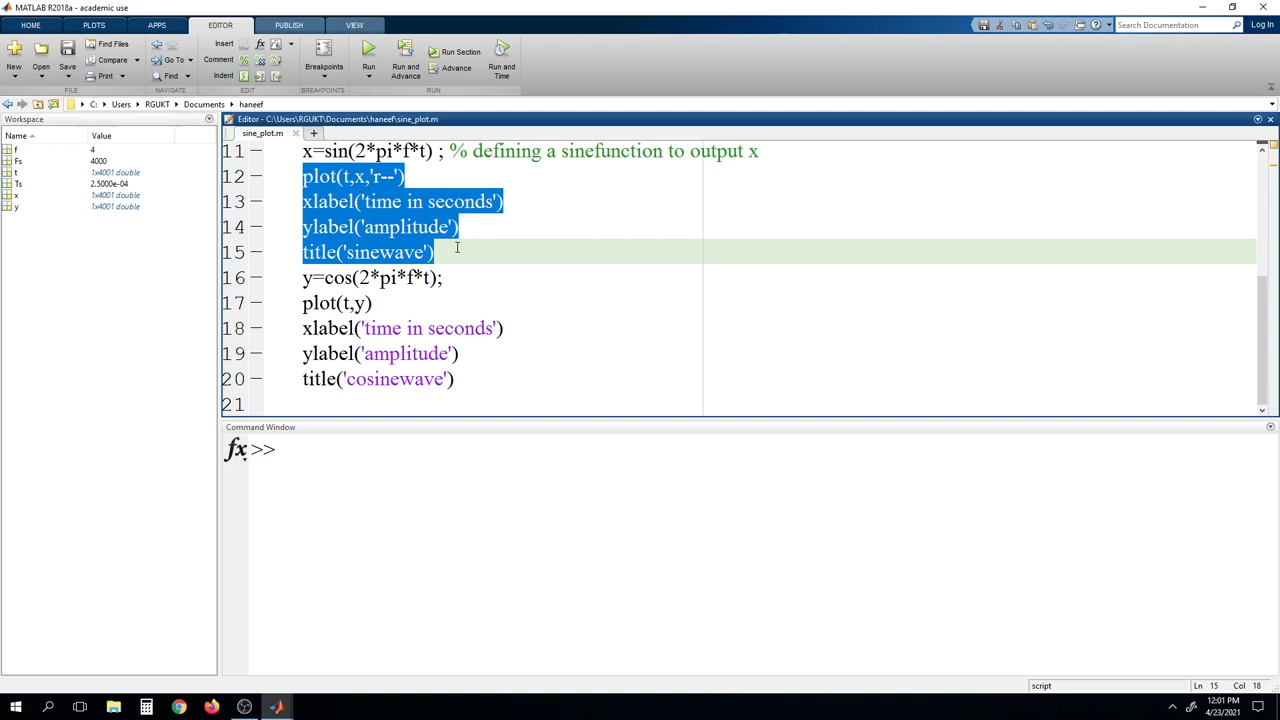 MATLAB R2018a - academic use
HOME PLOTS APPS EDITOR PUBLISH VIEW Search Documentation Log In
New Open Save Find Files Compare Print Go To Find Insert Comment Indent fx Breakpoints Run Run and Advance Run Section Advance Run and Time
FILE NAVIGATE EDIT BREAKPOINTS RUN
C: Users RGUKT Documents haneef
Workspace
Name Value
f 4
Fs 4000
t 1x4001 double
Ts 2.5000e-04
x 1x4001 double
y 1x4001 double
Editor - C:\Users\RGUKT\Documents\haneef\sine_plot.m
sine_plot.m
11 x=sin(2*pi*f*t) ; % defining a sinefunction to output x
12 plot(t,x,'r--')
13 xlabel('time in seconds')
14 ylabel('amplitude')
15 title('sinewave')
16 y=cos(2*pi*f*t);
17 plot(t,y)
18 xlabel('time in seconds')
19 ylabel('amplitude')
20 title('cosinewave')
21
Command Window
fx >>
script Ln 15 Col 18
12:01 PM
4/23/2021